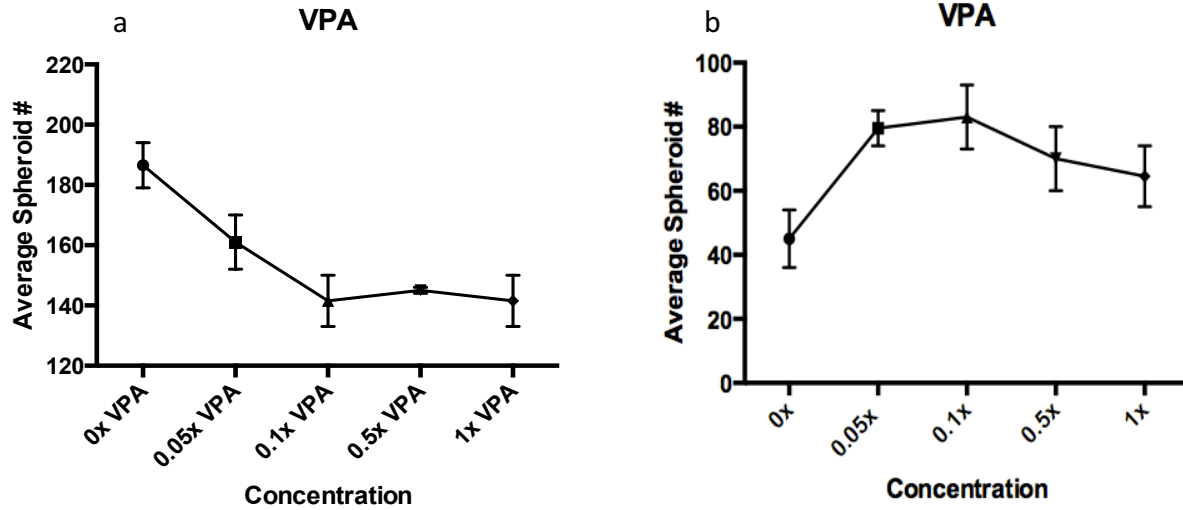 a
VPA
Average Spheroid #
220
200
180
160
140
120
0x VPA
0.05x VPA
0.1x VPA
0.5x VPA
1x VPA
Concentration
b
VPA
Average Spheroid #
100
80
60
40
20
0
0x
0.05x
0.1x
0.5x
1x
Concentration